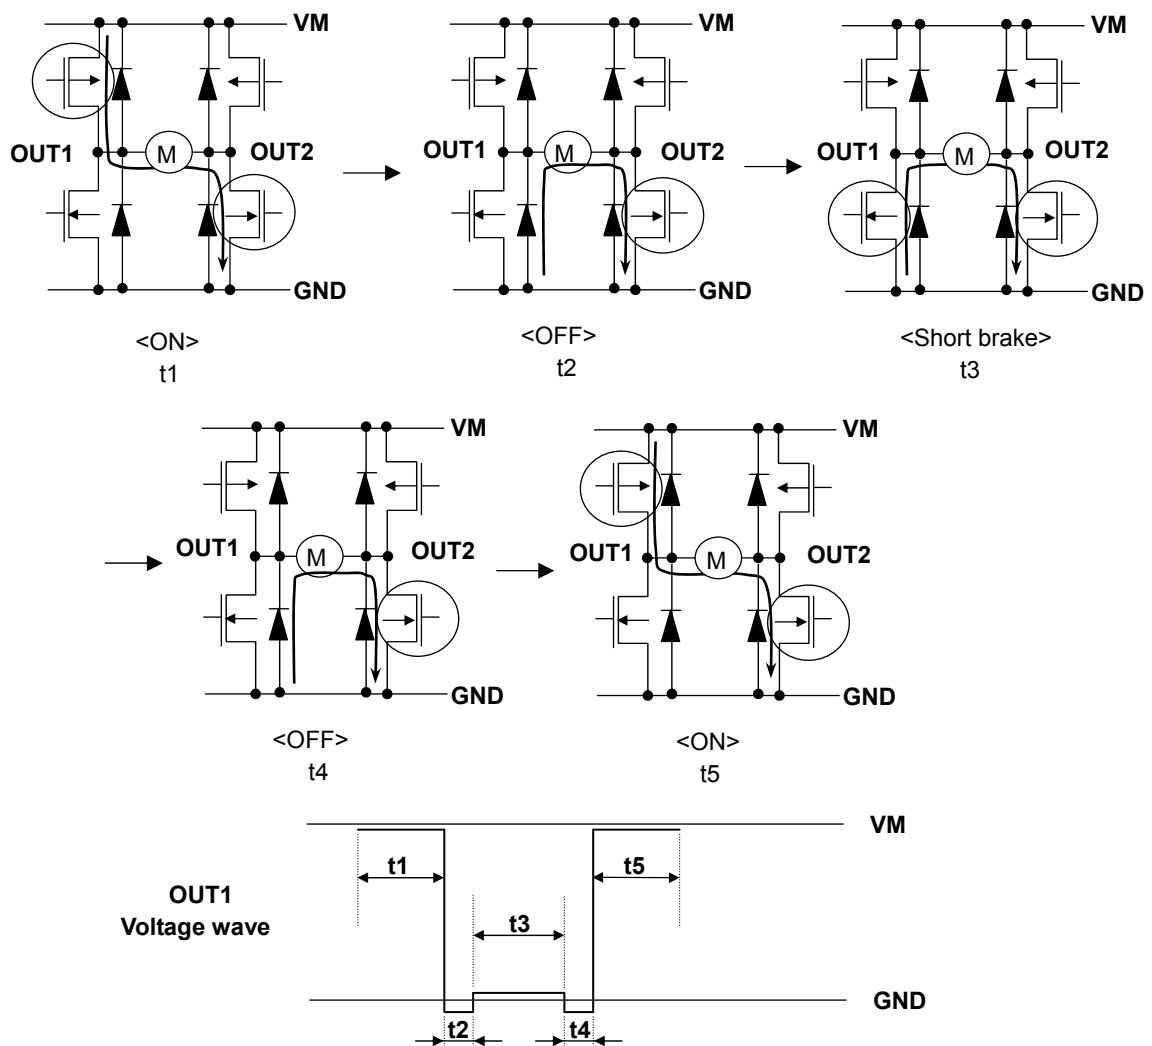 VM
VM
VM
OUT1 M OUT2
OUT1 M OUT2
OUT1 M OUT2
GND
GND
GND
<ON>
t1
<OFF>
t2
<Short brake>
t3
VM
VM
OUT1 M OUT2
OUT1 M OUT2
GND
GND
<OFF>
t4
<ON>
t5
VM
t1
t5
OUT1
Voltage wave
t3
GND
t2
t4